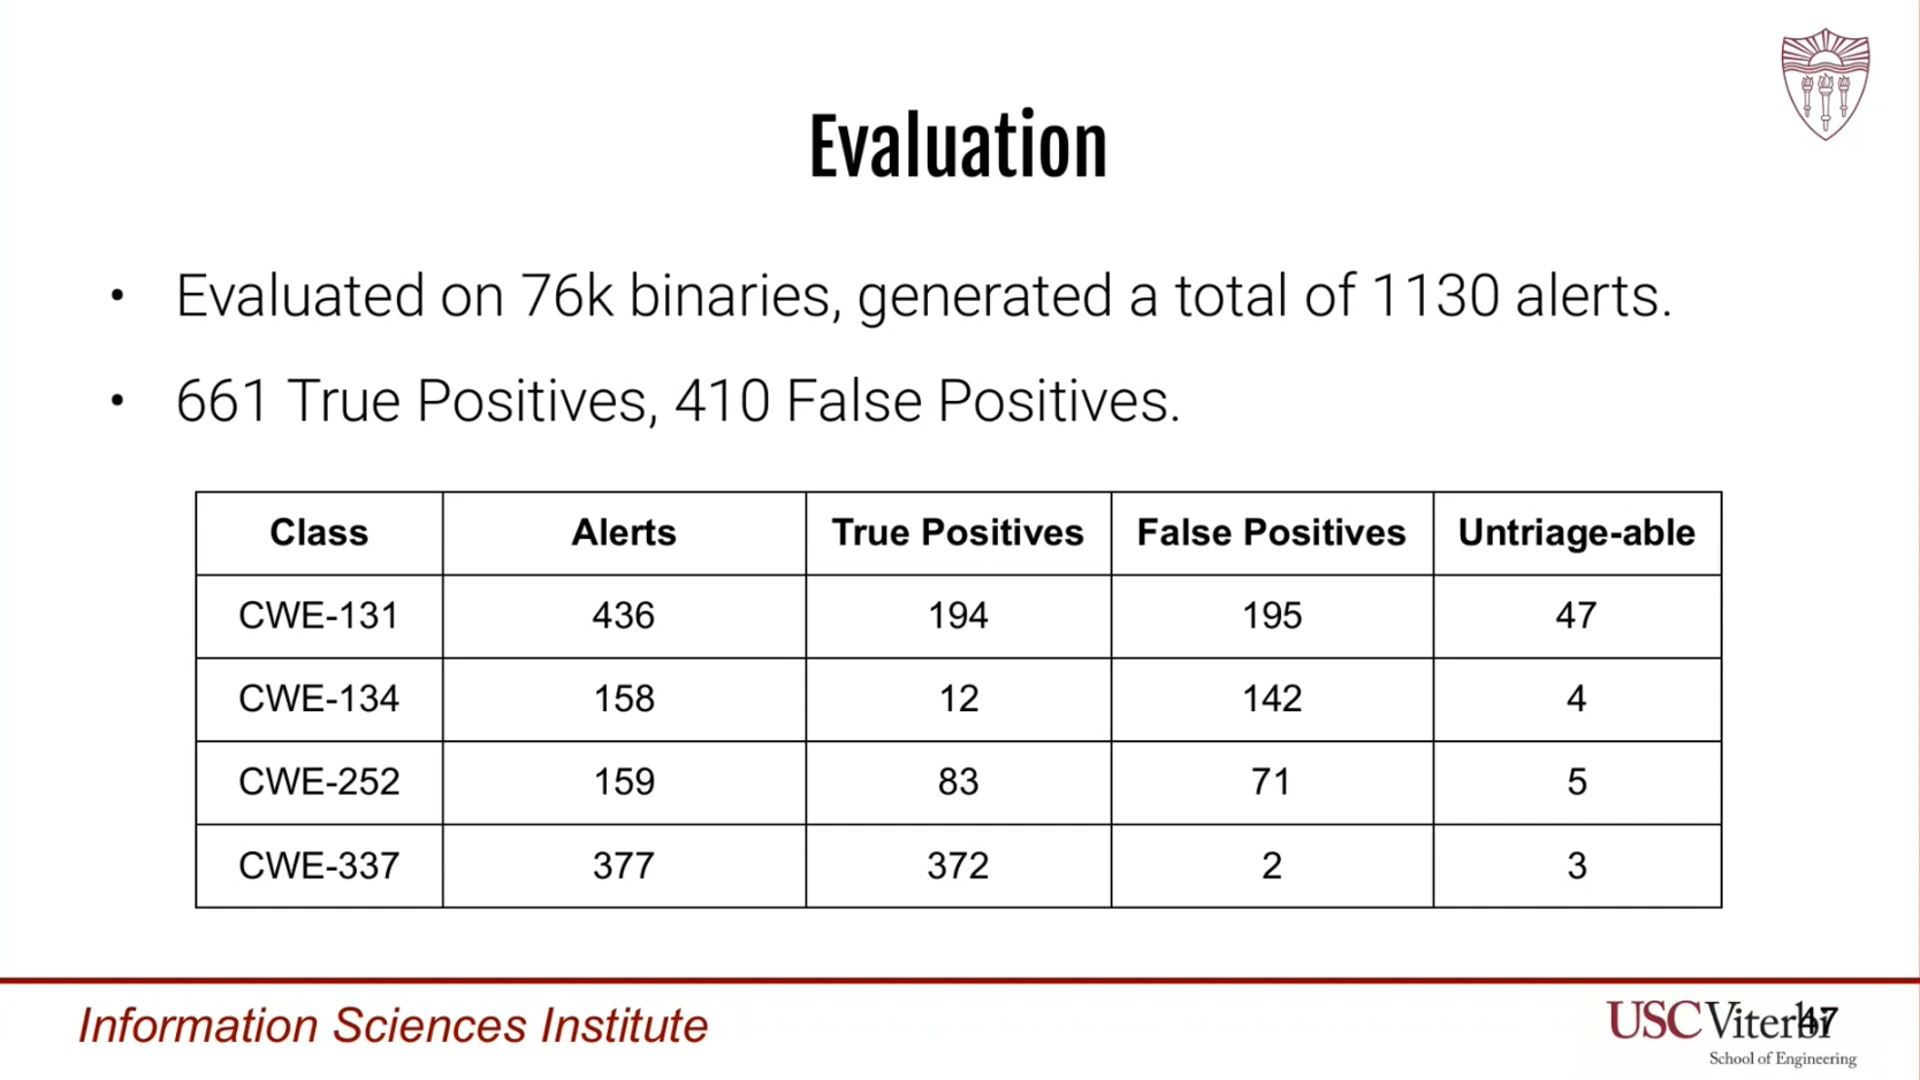 Evaluation
• Evaluated on 76k binaries, generated a total of 1130 alerts.
• 661 True Positives, 410 False Positives.
Class Alerts True Positives False Positives Untriage-able
CWE-131 436 194 195 47
CWE-134 158 12 142 4
CWE-252 159 83 71 5
CWE-337 377 372 2 3
Information Sciences Institute
USC Viterbi 47
School of Engineering